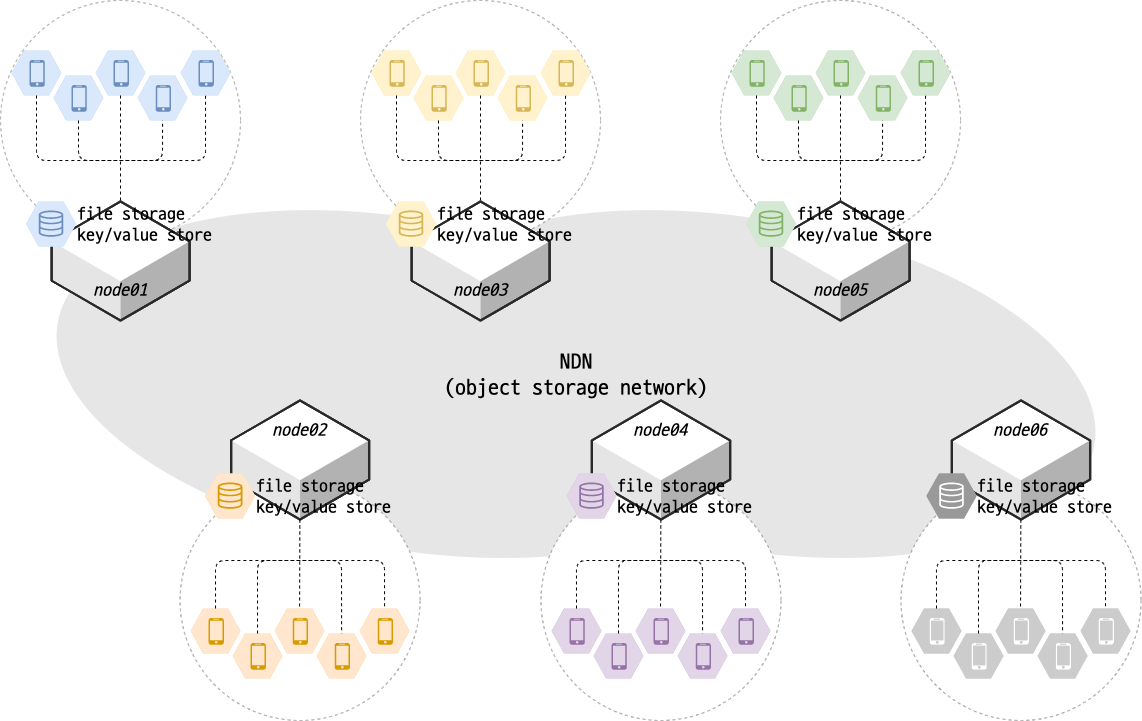 file storage
key/value store
node01
file storage
key/value store
node03
file storage
key/value store
node05
NDN
(object storage network)
node02
file storage
key/value store
node04
file storage
key/value store
node06
file storage
key/value store